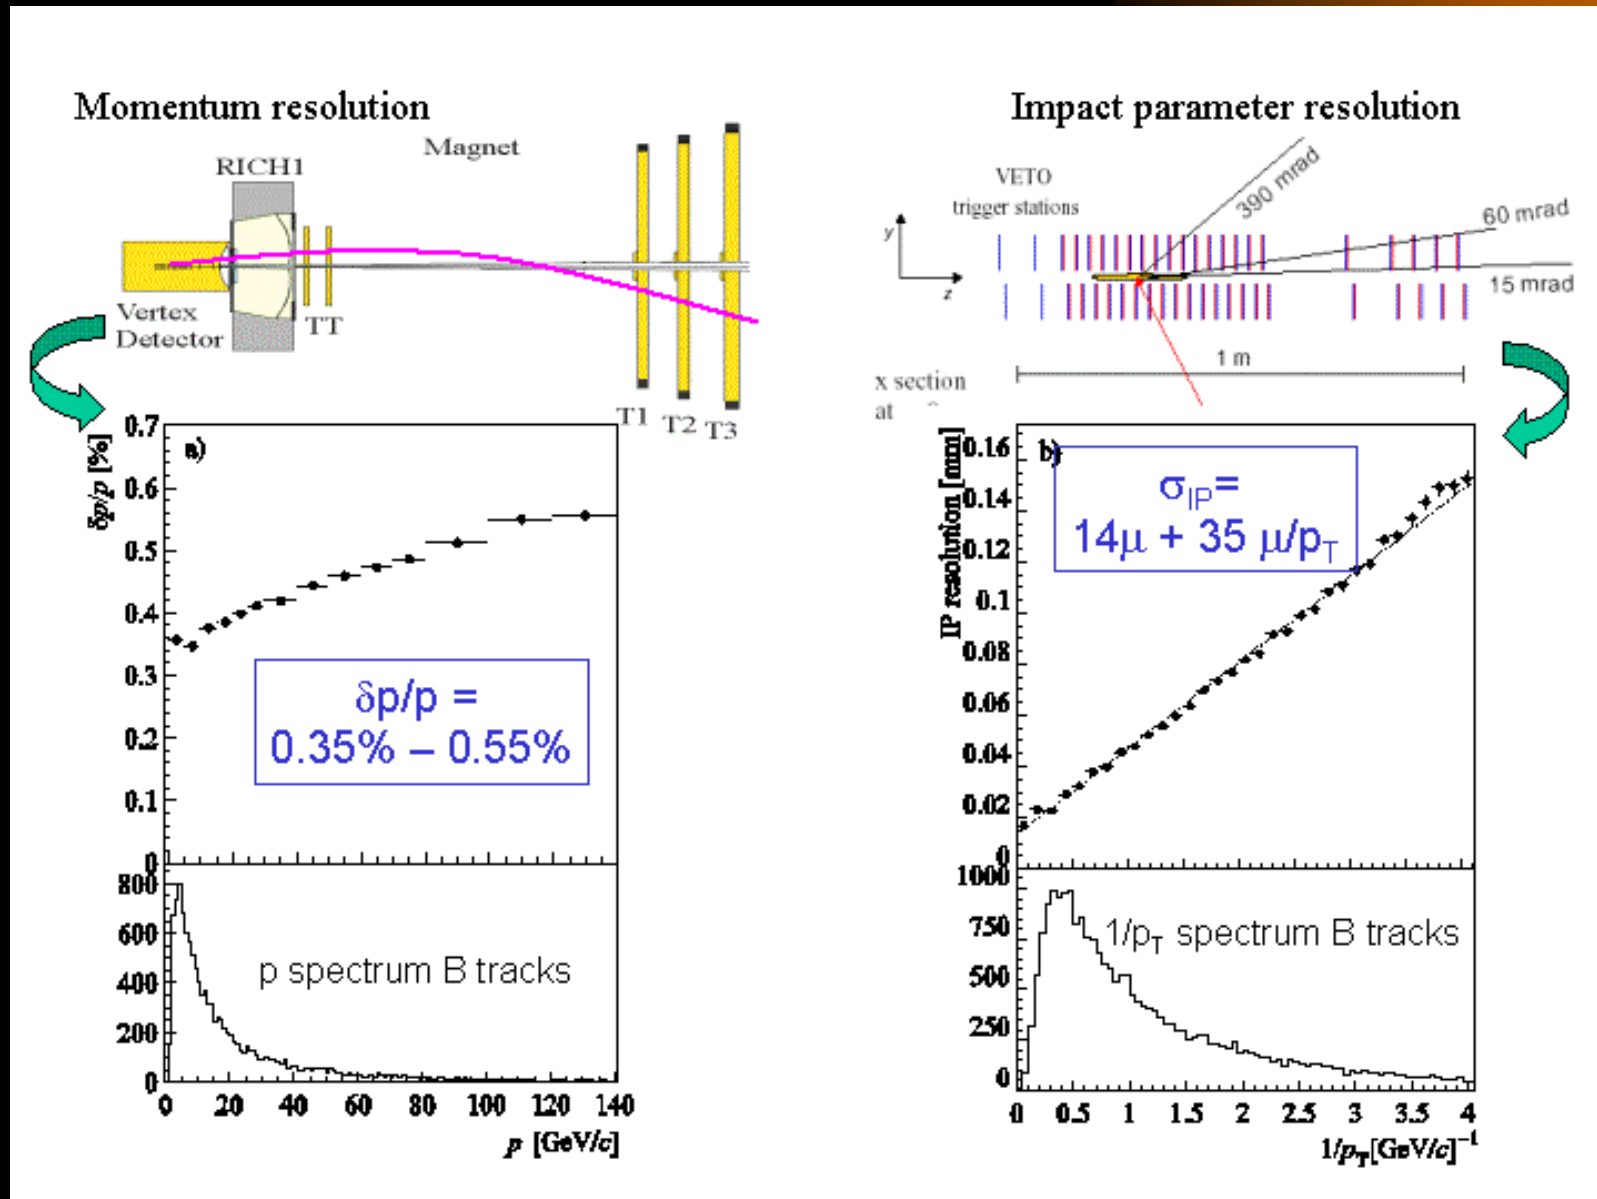 Momentum resolution
Magnet
RICH1
Vertex
Detector
TT
T1 T2 T3
δp/p [%]
a)
0.7
0.6
0.5
0.4
0.3
0.2
0.1
0
δp/p =
0.35% – 0.55%
800
600
400
200
0
p spectrum B tracks
0 20 40 60 80 100 120 140
p [GeV/c]
Impact parameter resolution
VETO
trigger stations
390 mrad
60 mrad
15 mrad
y
z
1 m
x section
at
IP resolution [mm]
b)
0.16
0.14
0.12
0.1
0.08
0.06
0.04
0.02
0
σIP=
14μ + 35 μ/pT
1000
750
500
250
0
1/pT spectrum B tracks
0 0.5 1 1.5 2 2.5 3 3.5 4
1/pT[GeV/c]⁻¹